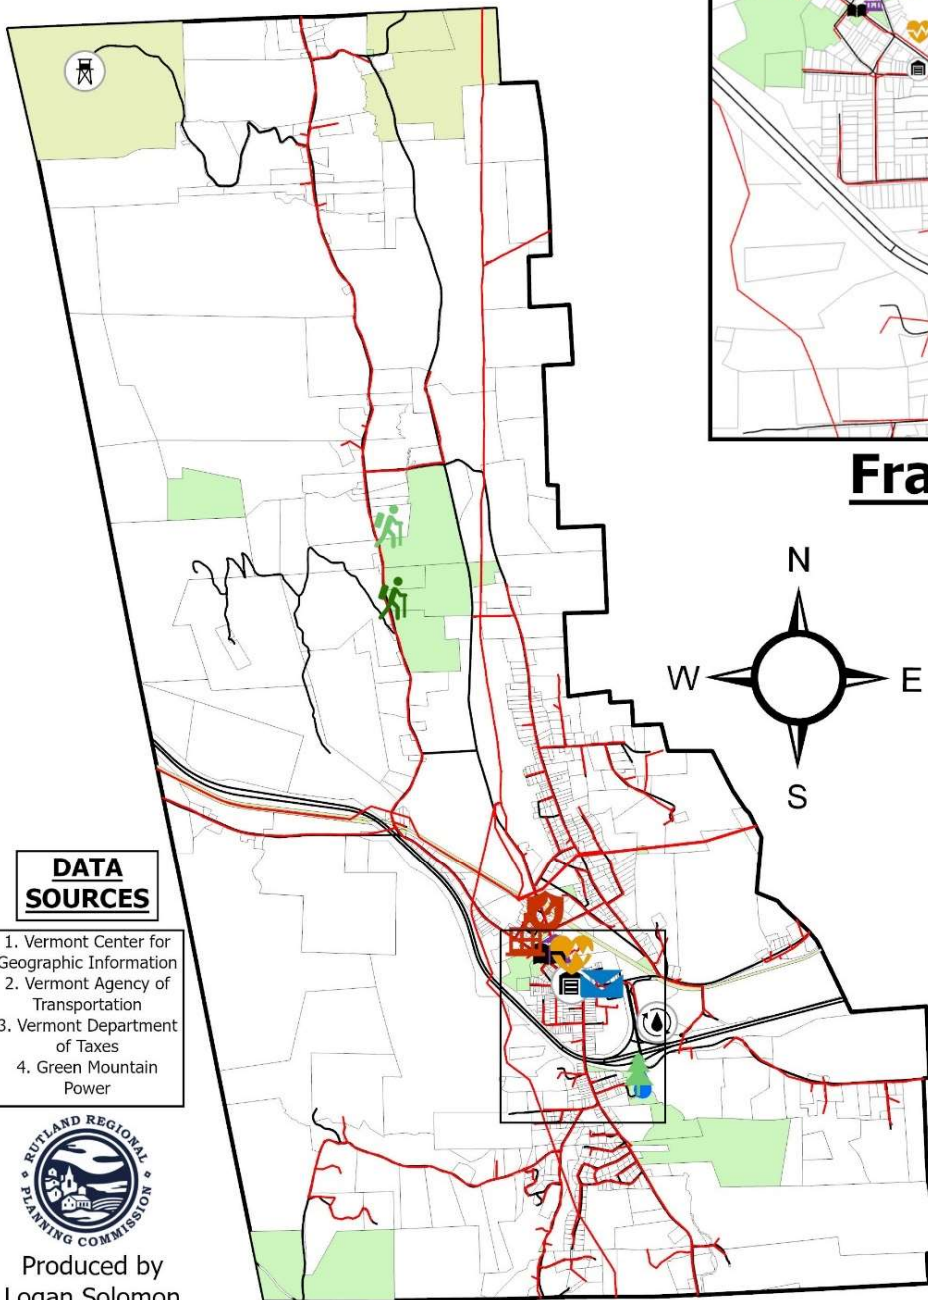 Fra
N
W
E
S
DATA
SOURCES
1. Vermont Center for
Geographic Information
2. Vermont Agency of
Transportation
3. Vermont Department
of Taxes
4. Green Mountain
Power
RUTLAND REGIONAL
PLANNING COMMISSION
Produced by
Logan Solomon